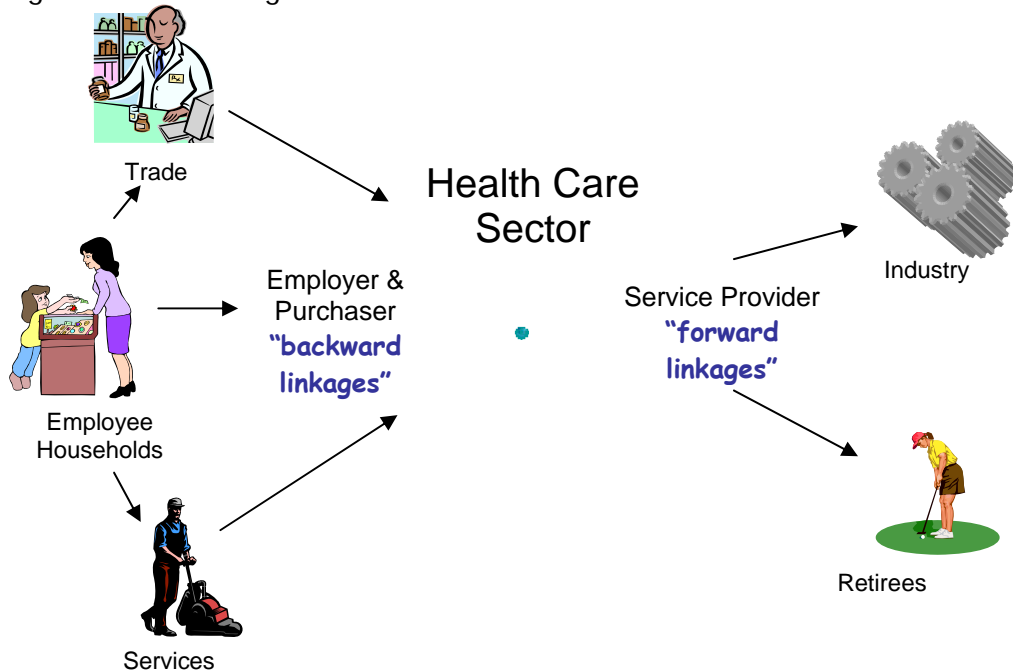 Trade
Health Care
Sector
Employer &
Purchaser
“backward
linkages”
Service Provider
“forward
linkages”
Industry
Employee
Households
Retirees
Services